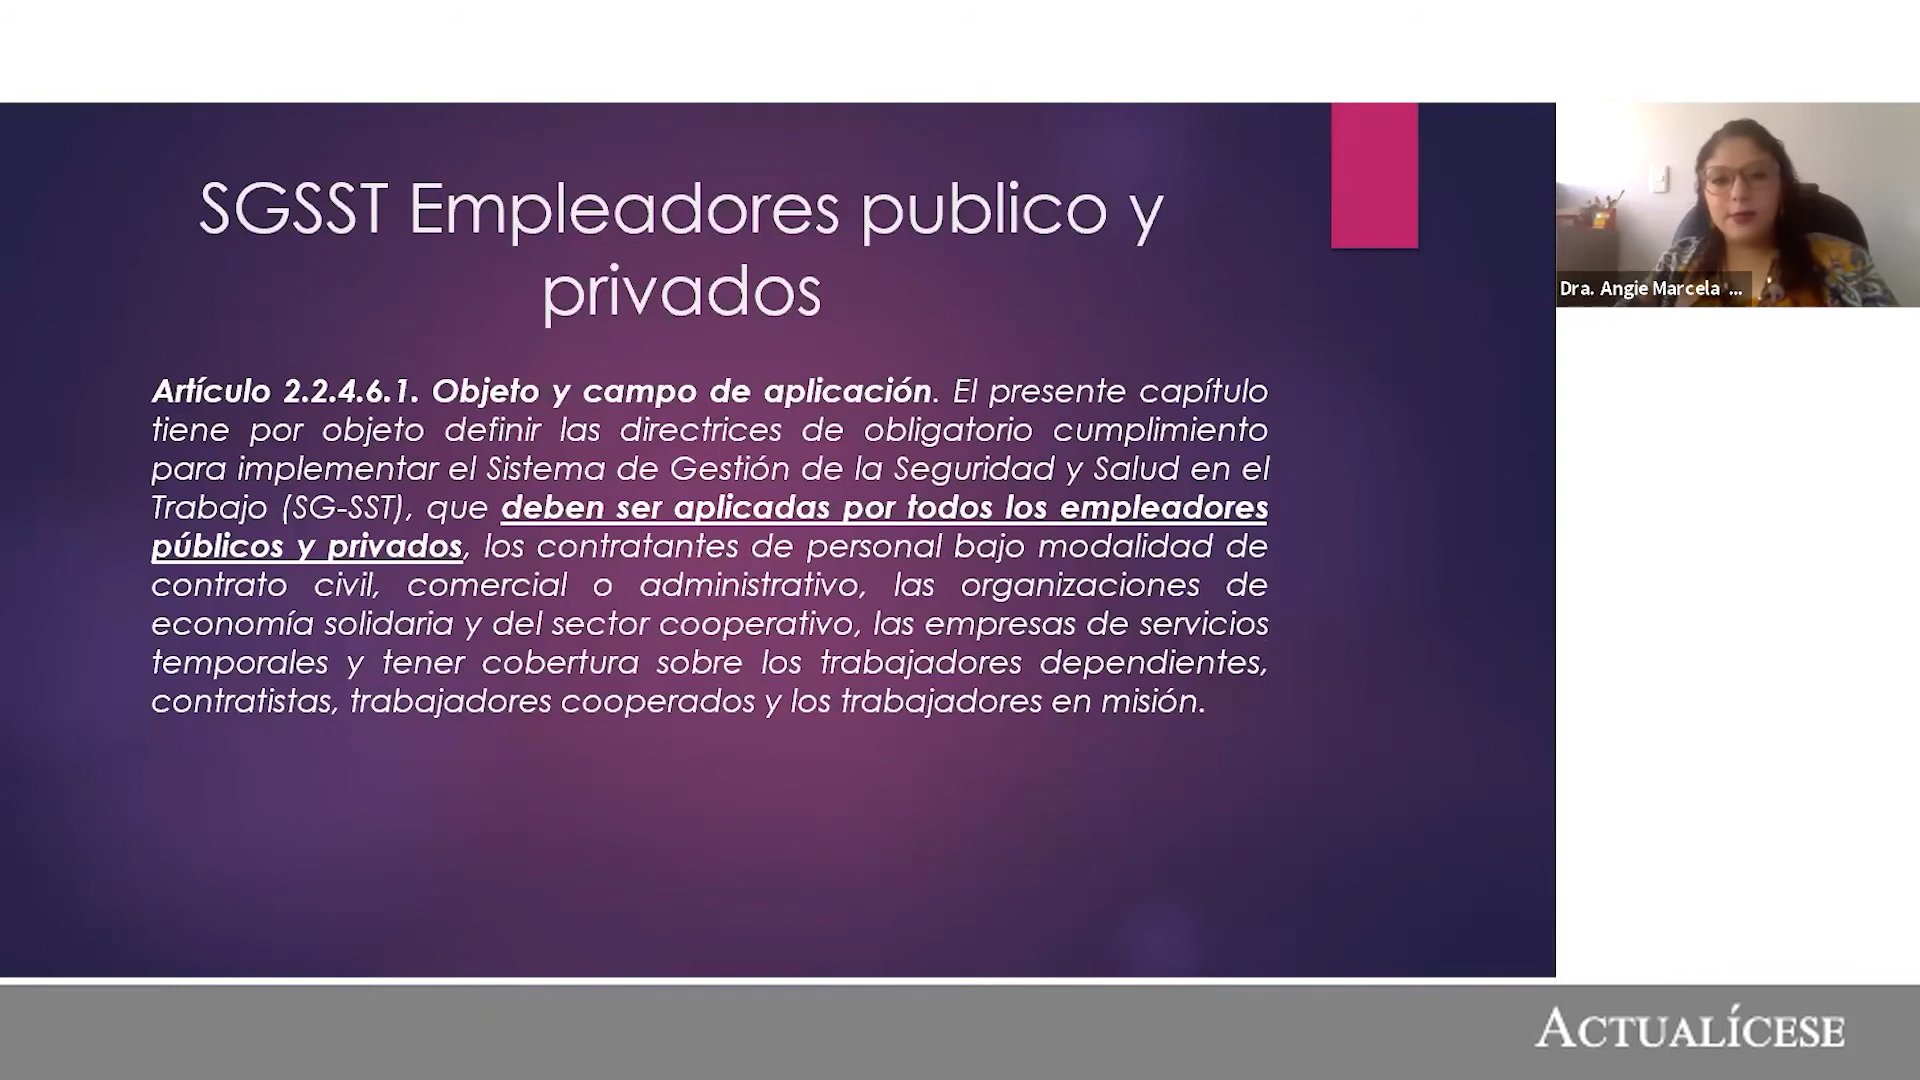 SGSST Empleadores publico y
privados
Artículo 2.2.4.6.1. Objeto y campo de aplicación. El presente capítulo
tiene por objeto definir las directrices de obligatorio cumplimiento
para implementar el Sistema de Gestión de la Seguridad y Salud en el
Trabajo (SG-SST), que deben ser aplicadas por todos los empleadores
públicos y privados, los contratantes de personal bajo modalidad de
contrato civil, comercial o administrativo, las organizaciones de
economía solidaria y del sector cooperativo, las empresas de servicios
temporales y tener cobertura sobre los trabajadores dependientes,
contratistas, trabajadores cooperados y los trabajadores en misión.
Dra. Angie Marcela ...
ACTUALÍCESE